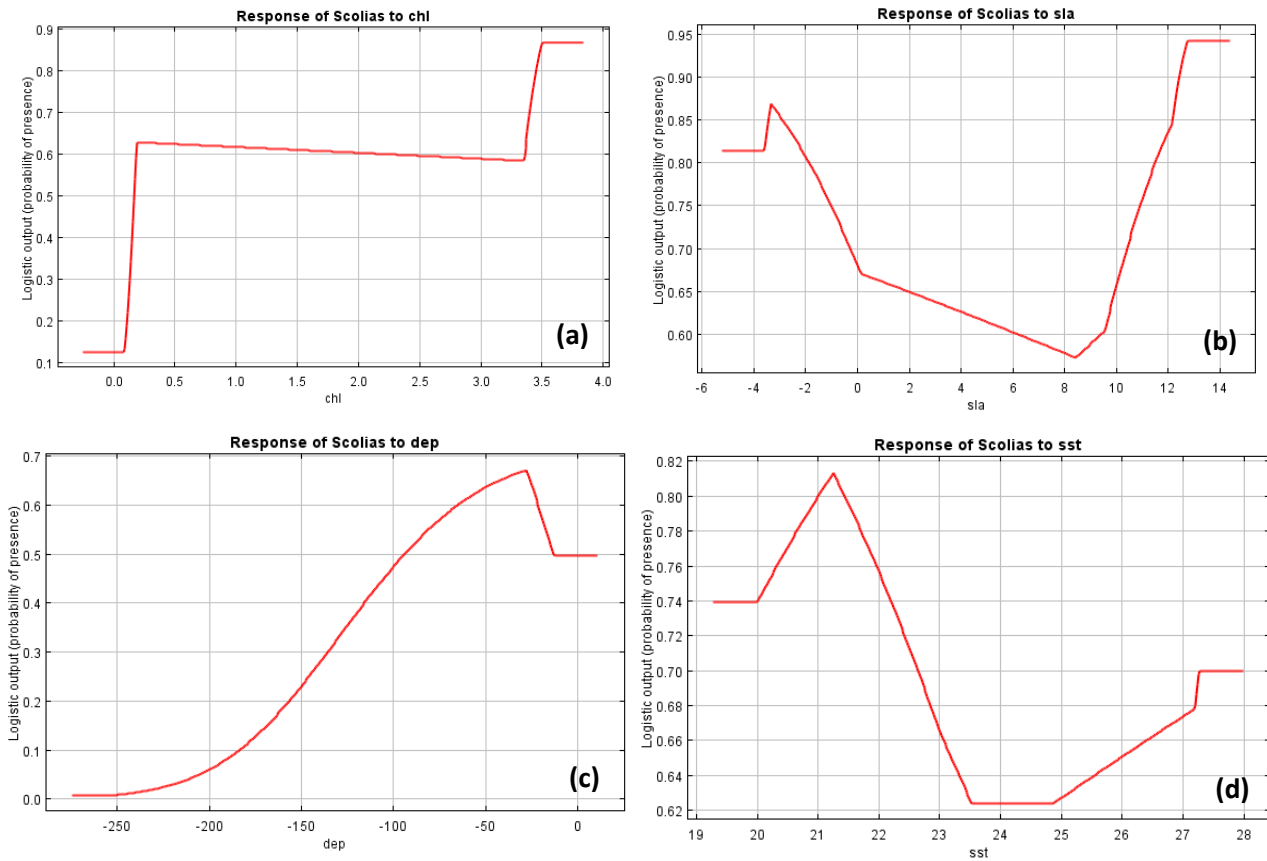 Response of Scolias to chl
Logistic output (probability of presence)
0.9
0.8
0.7
0.6
0.5
0.4
0.3
0.2
0.1
0.0 0.5 1.0 1.5 2.0 2.5 3.0 3.5 4.0
chl
(a)
Response of Scolias to sla
Logistic output (probability of presence)
0.95
0.90
0.85
0.80
0.75
0.70
0.65
0.60
-6 -4 -2 0 2 4 6 8 10 12 14
sla
(b)
Response of Scolias to dep
Logistic output (probability of presence)
0.7
0.6
0.5
0.4
0.3
0.2
0.1
0.0
-250 -200 -150 -100 -50 0
dep
(c)
Response of Scolias to sst
Logistic output (probability of presence)
0.82
0.80
0.78
0.76
0.74
0.72
0.70
0.68
0.66
0.64
0.62
19 20 21 22 23 24 25 26 27 28
sst
(d)